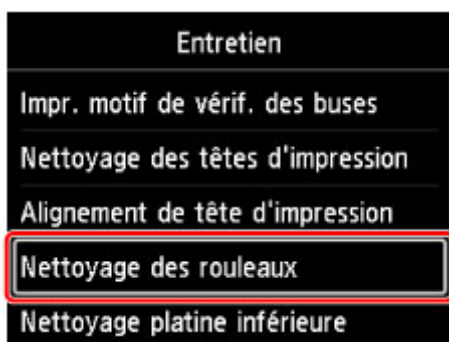 Entretien
Impr. motif de vérif. des buses
Nettoyage des têtes d'impression
Alignement de tête d'impression
Nettoyage des rouleaux
Nettoyage platine inférieure